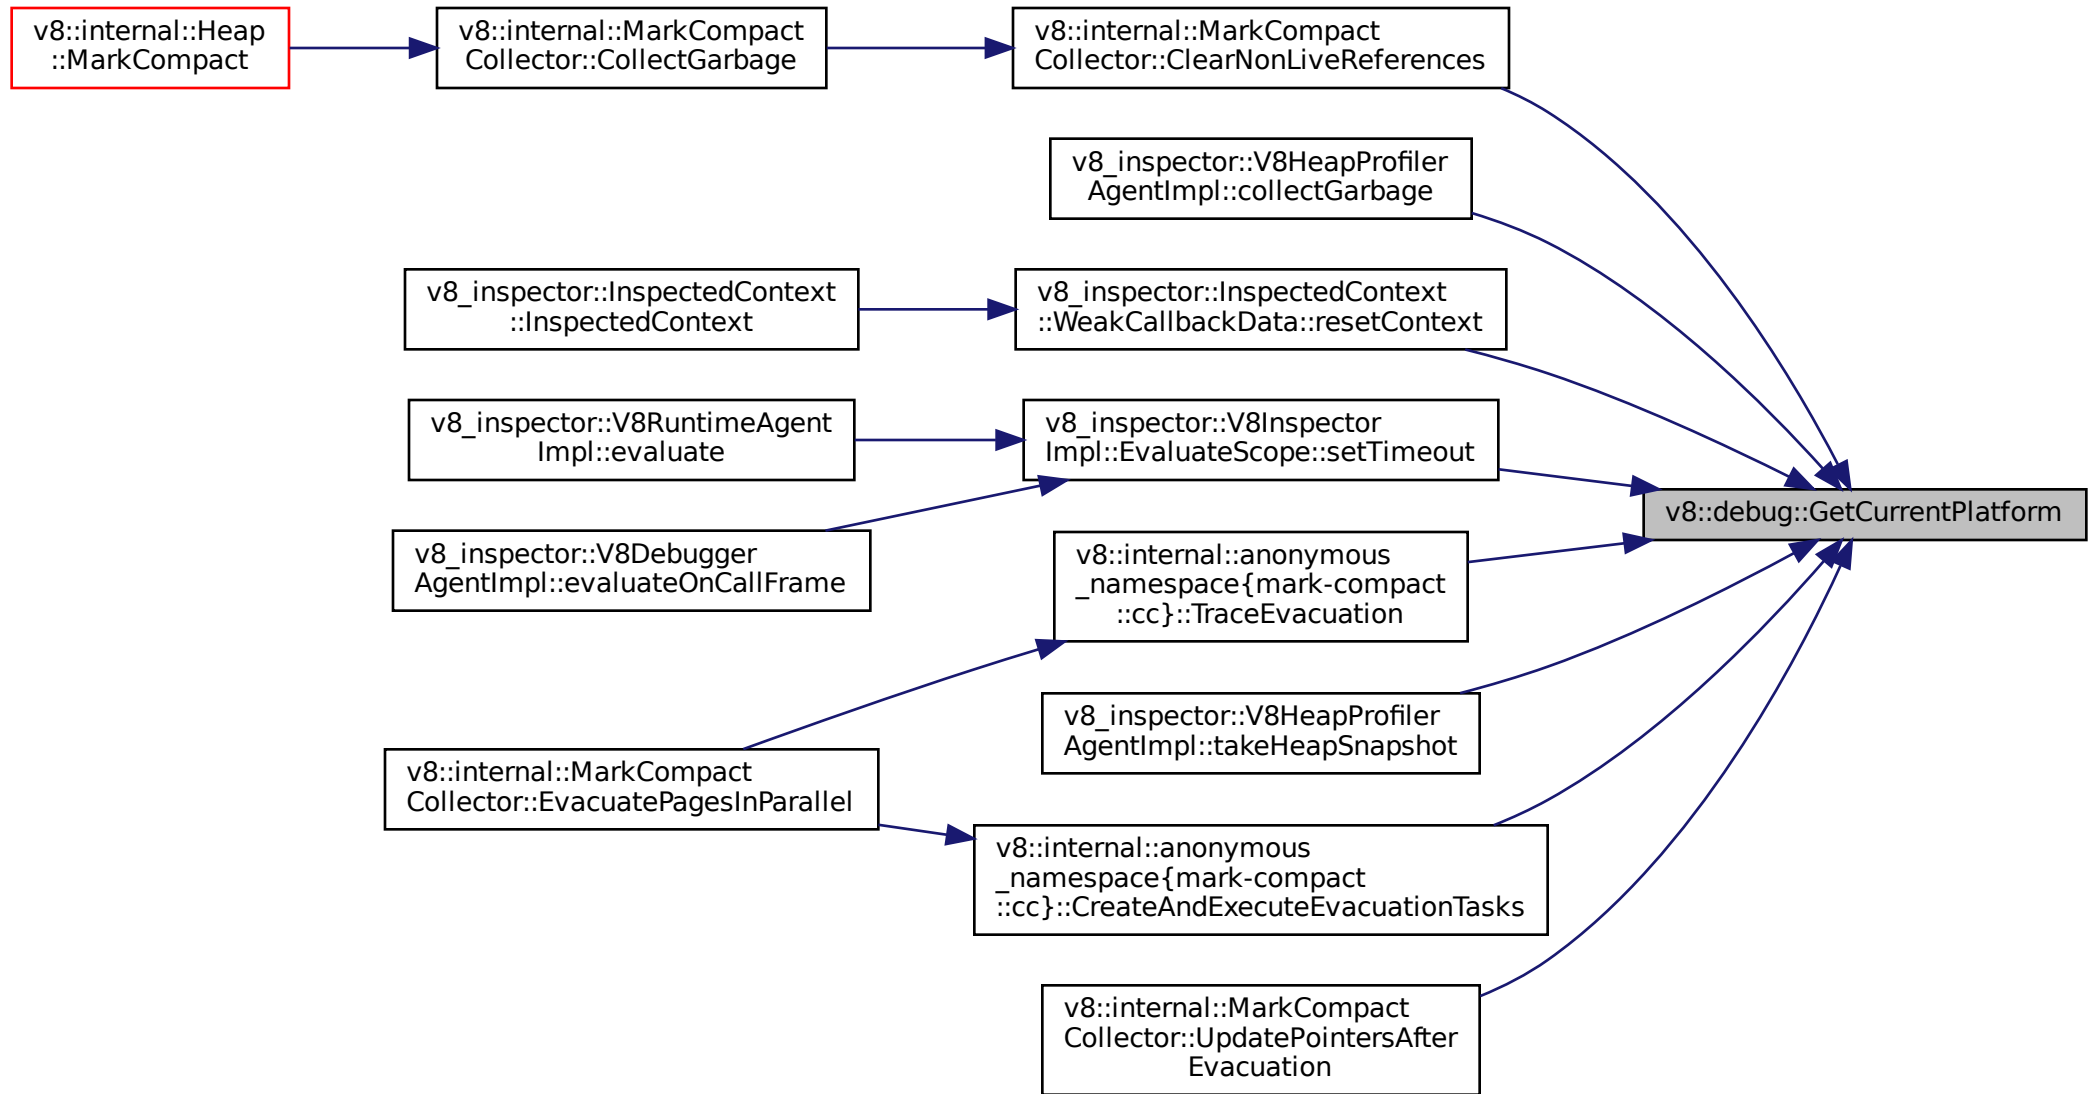 v8::internal::Heap
::MarkCompact
v8::internal::MarkCompact
Collector::CollectGarbage
v8::internal::MarkCompact
Collector::ClearNonLiveReferences
v8_inspector::V8HeapProfiler
AgentImpl::collectGarbage
v8_inspector::InspectedContext
::InspectedContext
v8_inspector::InspectedContext
::WeakCallbackData::resetContext
v8_inspector::V8RuntimeAgent
Impl::evaluate
v8_inspector::V8Inspector
Impl::EvaluateScope::setTimeout
v8::debug::GetCurrentPlatform
v8_inspector::V8Debugger
AgentImpl::evaluateOnCallFrame
v8::internal::anonymous
_namespace{mark-compact
::cc}::TraceEvacuation
v8_inspector::V8HeapProfiler
AgentImpl::takeHeapSnapshot
v8::internal::MarkCompact
Collector::EvacuatePagesInParallel
v8::internal::anonymous
_namespace{mark-compact
::cc}::CreateAndExecuteEvacuationTasks
v8::internal::MarkCompact
Collector::UpdatePointersAfter
Evacuation